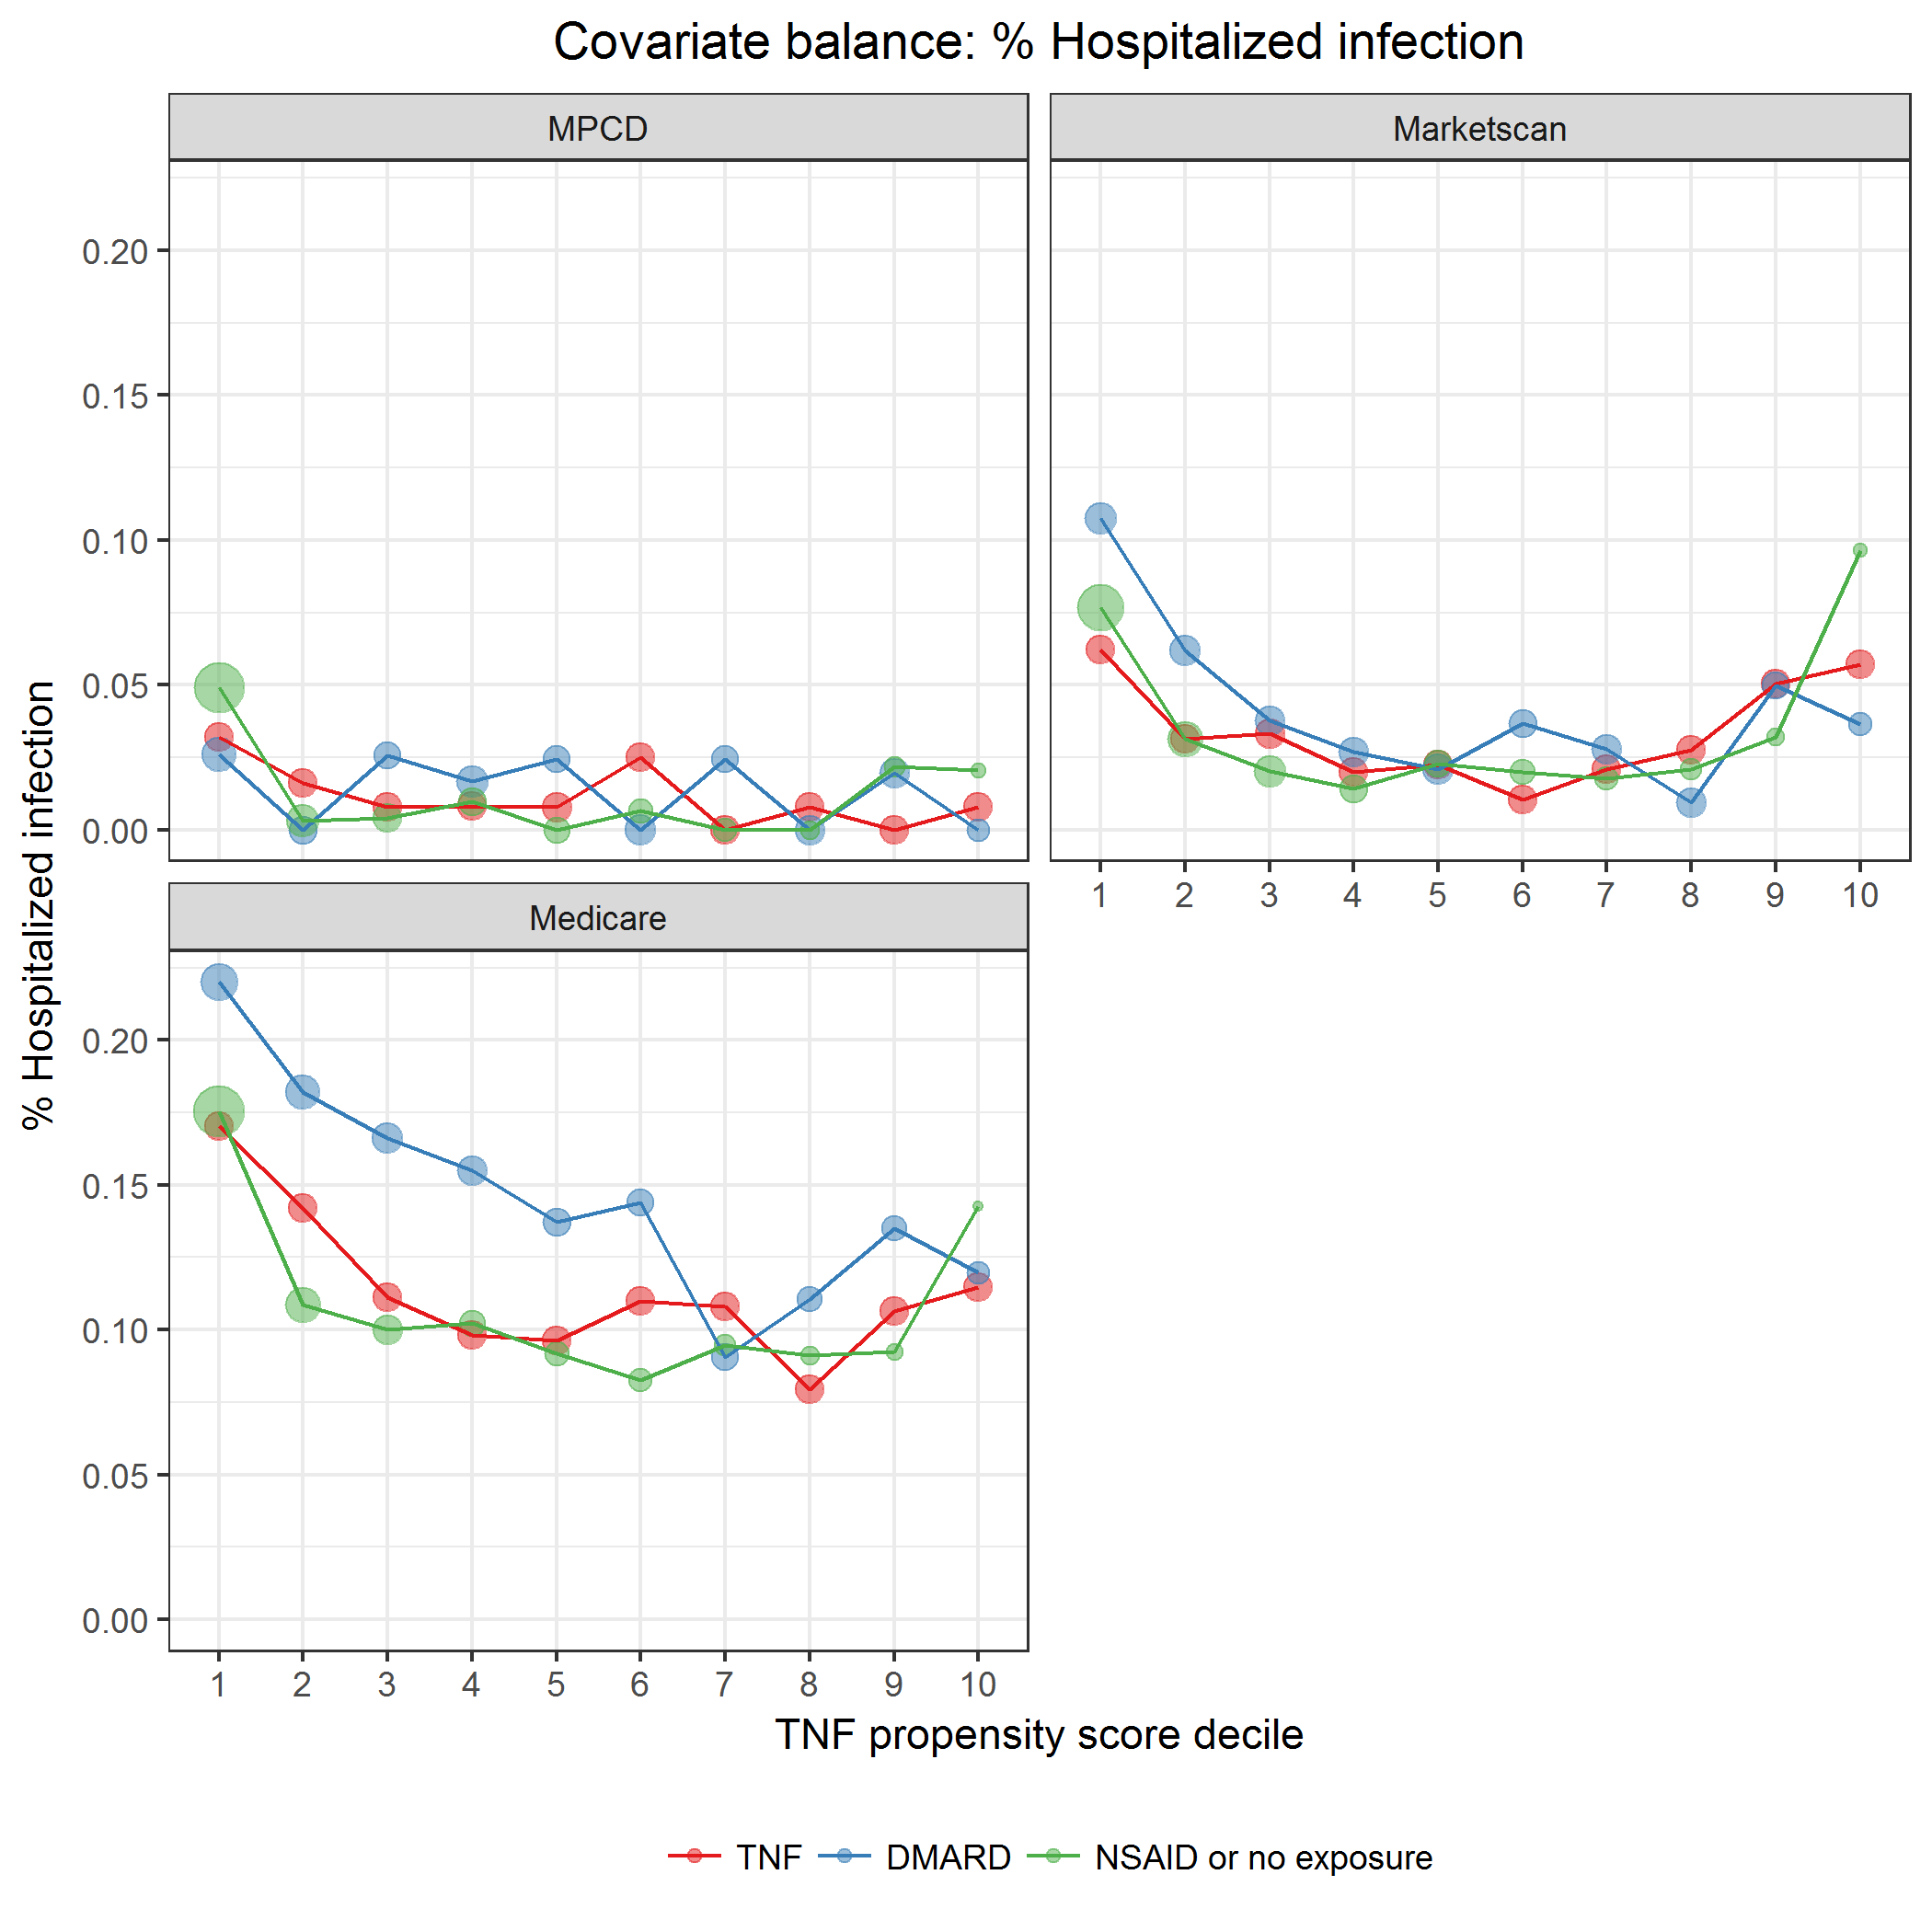 Covariate balance: % Hospitalized infection
MPCD
Marketscan
0.20
0.15
0.10
0.05
0.00
1 2 3 4 5 6 7 8 9 10
Medicare
0.20
0.15
0.10
0.05
0.00
1 2 3 4 5 6 7 8 9 10
% Hospitalized infection
TNF propensity score decile
TNF DMARD NSAID or no exposure